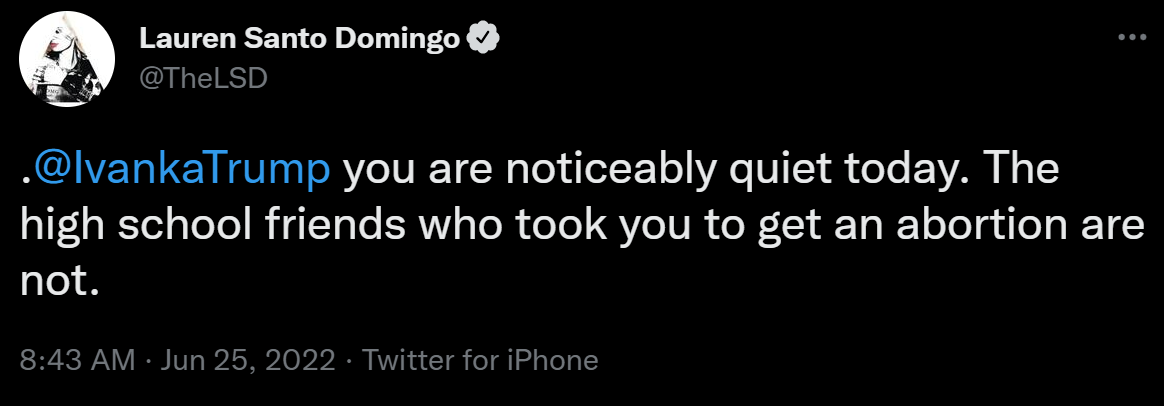 Lauren Santo Domingo
@TheLSD
.@IvankaTrump you are noticeably quiet today. The
high school friends who took you to get an abortion are
not.
8:43 AM · Jun 25, 2022 · Twitter for iPhone